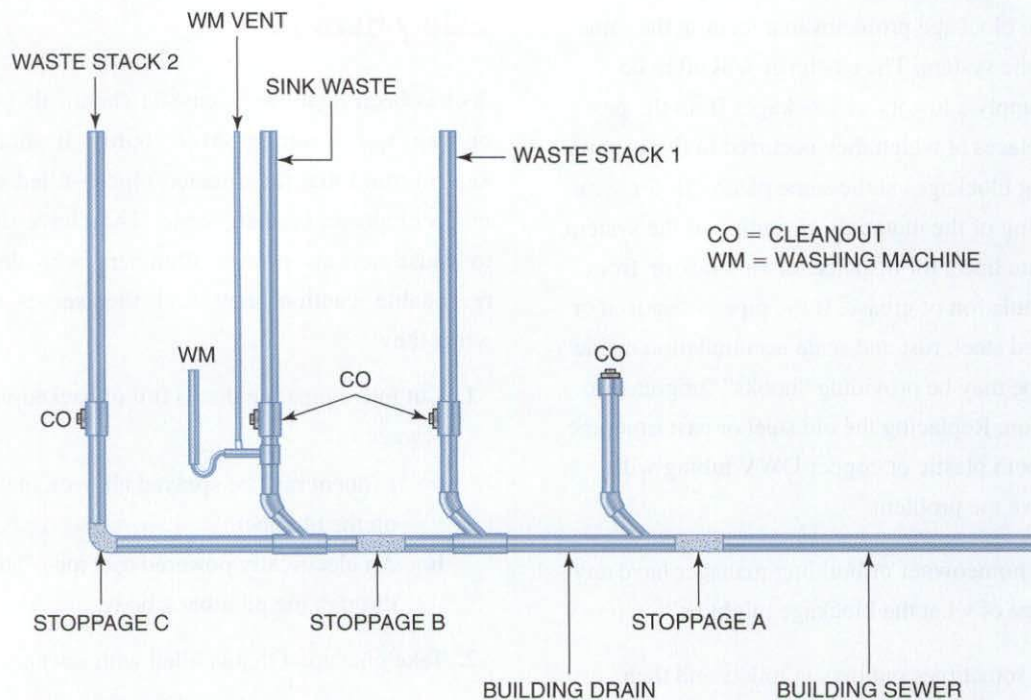 WM VENT
WASTE STACK 2
SINK WASTE
WASTE STACK 1
CO = CLEANOUT
WM = WASHING MACHINE
WM
CO
CO
CO
STOPPAGE C
STOPPAGE B
STOPPAGE A
BUILDING DRAIN
BUILDING SEWER